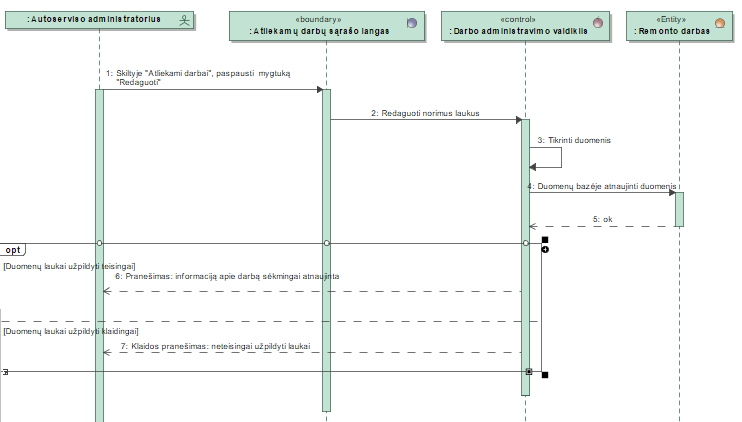 : Autoserviso administratorius
«boundary»
: Atliekamų darbų sąrašo langas
«control»
: Darbo administravimo valdiklis
«Entity»
: Remonto darbas
1: Skiltyje "Atliekami darbai", paspausti mygtuką
"Redaguoti"
2: Redaguoti norimus laukus
3: Tikrinti duomenis
4: Duomenų bazėje atnaujinti duomenis
5: ok
opt
[Duomenų laukai užpildyti teisingai]
6: Pranešimas: informaciją apie darbą sėkmingai atnaujinta
[Duomenų laukai užpildyti klaidingai]
7: Klaidos pranešimas: neteisingai užpildyti laukai